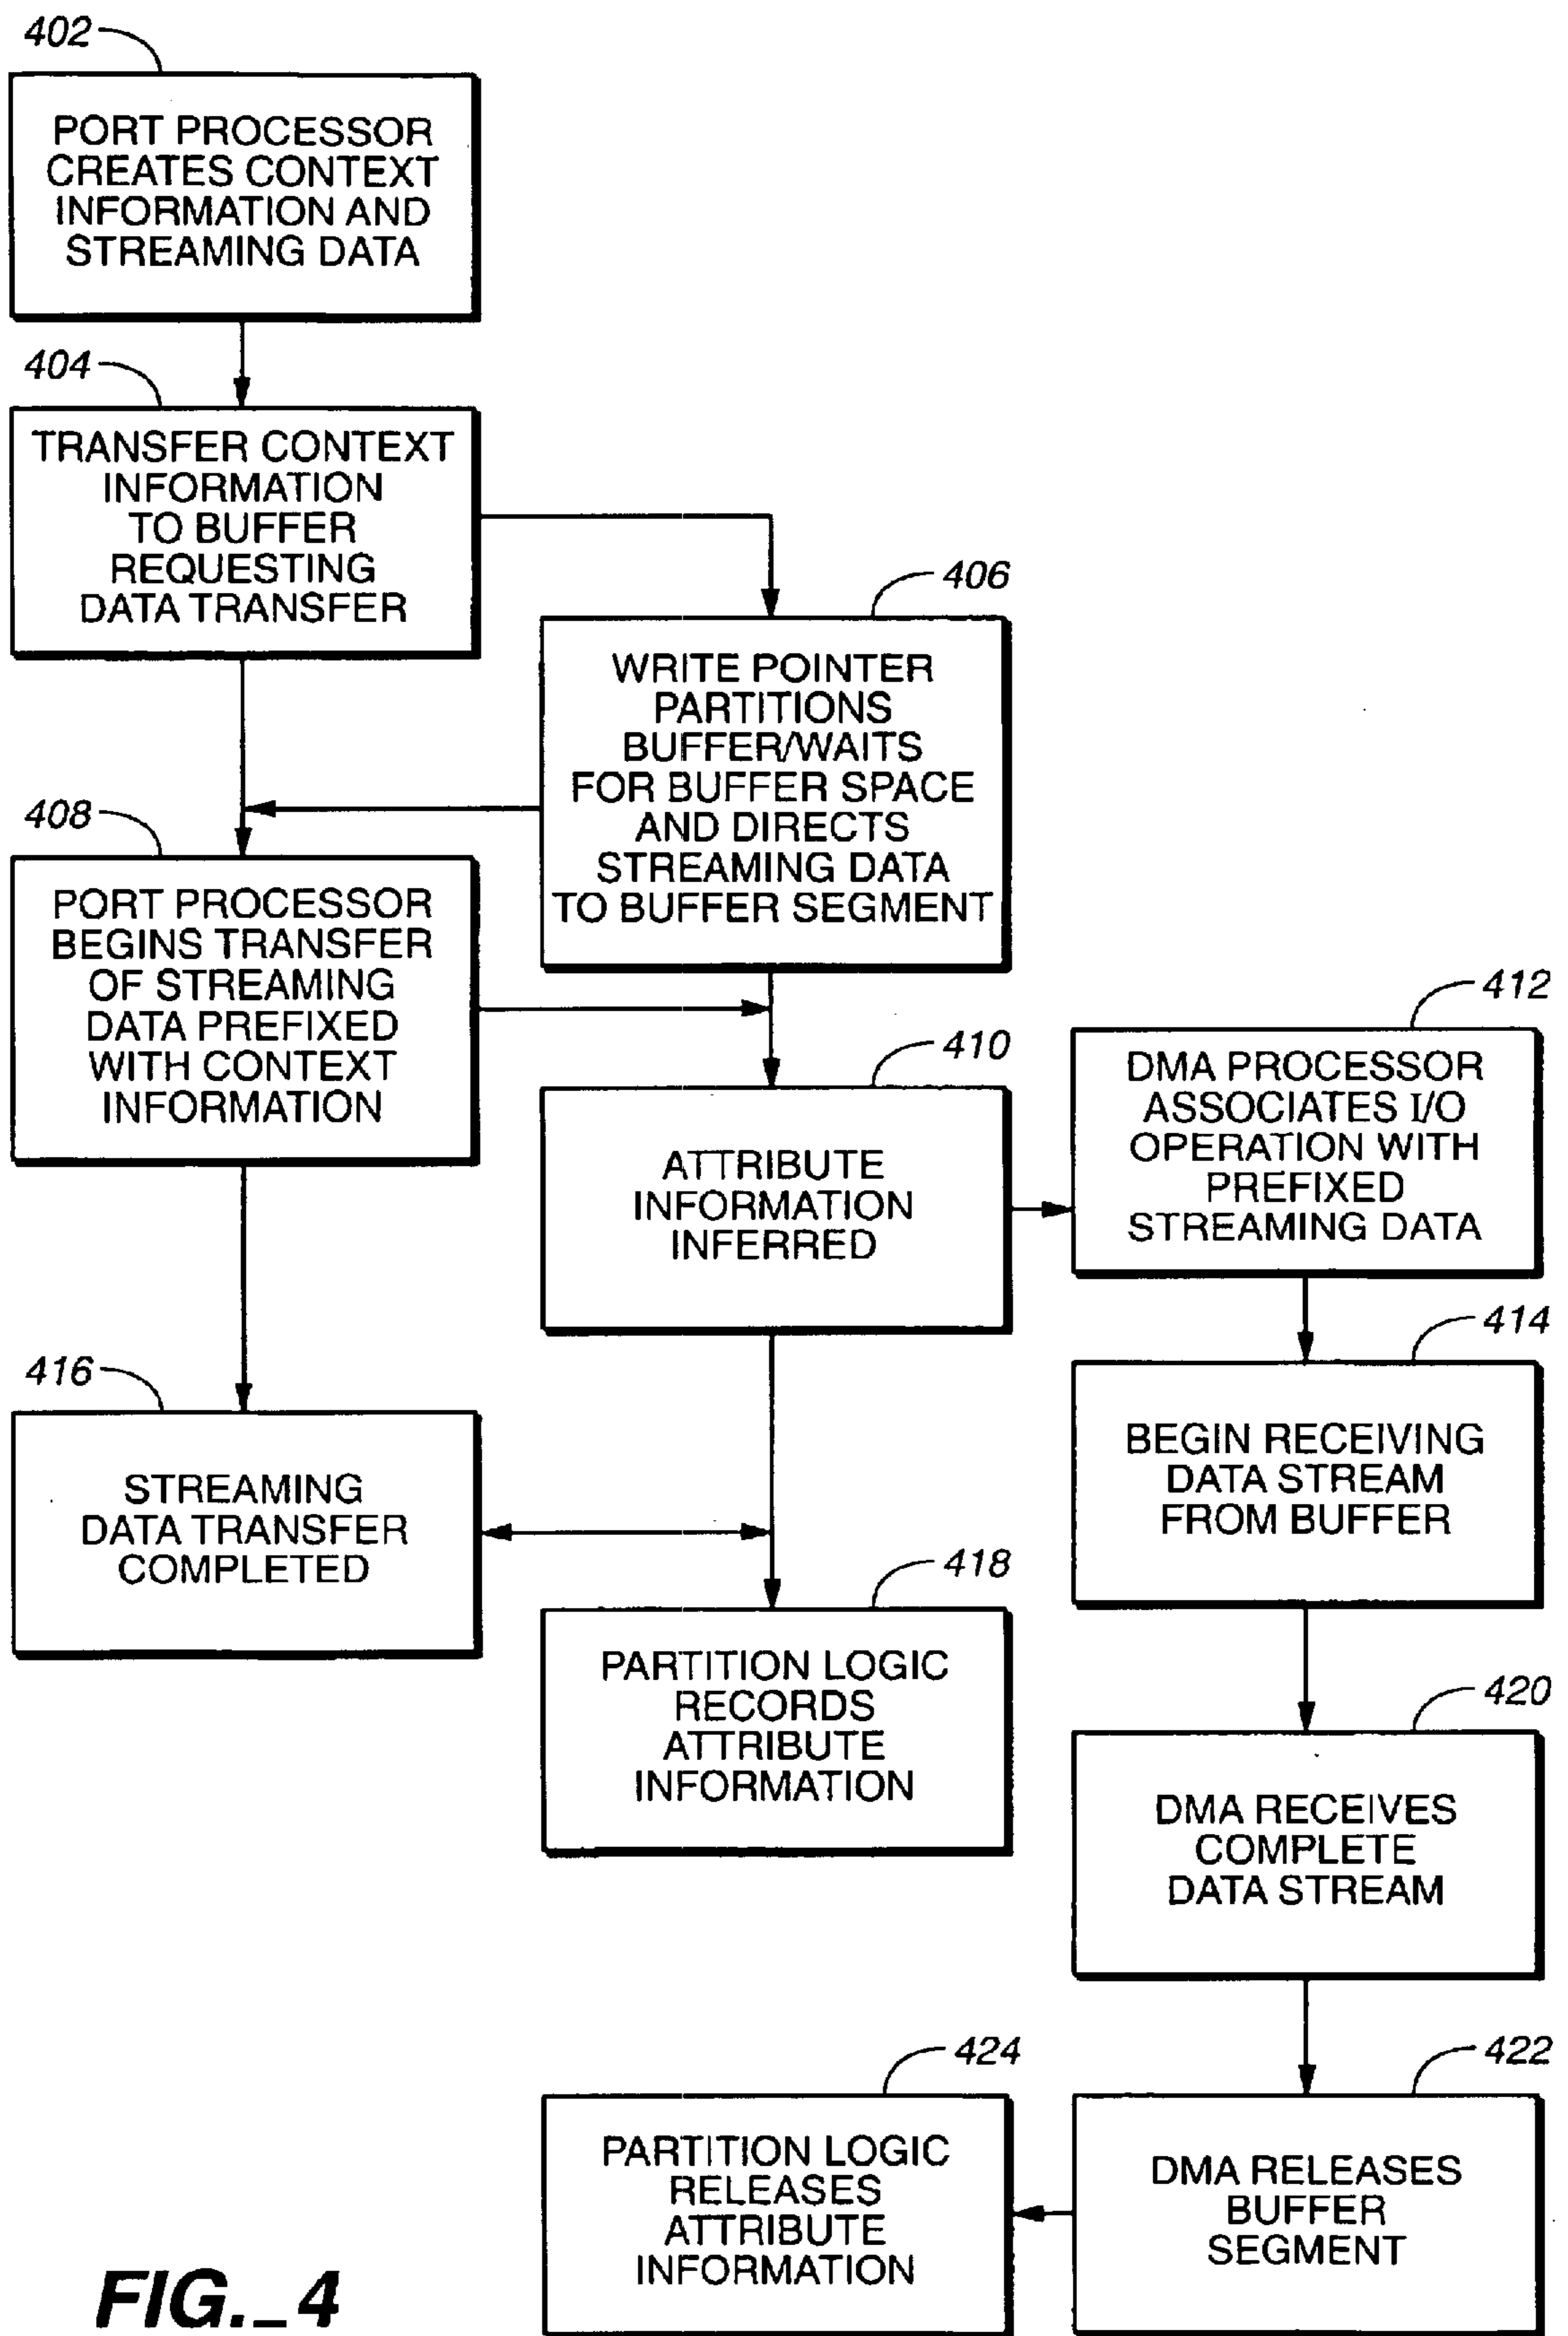 402
PORT PROCESSOR
CREATES CONTEXT
INFORMATION AND
STREAMING DATA
404
TRANSFER CONTEXT
INFORMATION
TO BUFFER
REQUESTING
DATA TRANSFER
406
WRITE POINTER
PARTITIONS
BUFFER/WAITS
FOR BUFFER SPACE
AND DIRECTS
STREAMING DATA
TO BUFFER SEGMENT
408
PORT PROCESSOR
BEGINS TRANSFER
OF STREAMING
DATA PREFIXED
WITH CONTEXT
INFORMATION
410
ATTRIBUTE
INFORMATION
INFERRED
412
DMA PROCESSOR
ASSOCIATES I/O
OPERATION WITH
PREFIXED
STREAMING DATA
414
BEGIN RECEIVING
DATA STREAM
FROM BUFFER
416
STREAMING
DATA TRANSFER
COMPLETED
418
PARTITION LOGIC
RECORDS
ATTRIBUTE
INFORMATION
420
DMA RECEIVES
COMPLETE
DATA STREAM
422
DMA RELEASES
BUFFER
SEGMENT
424
PARTITION LOGIC
RELEASES
ATTRIBUTE
INFORMATION
FIG._4